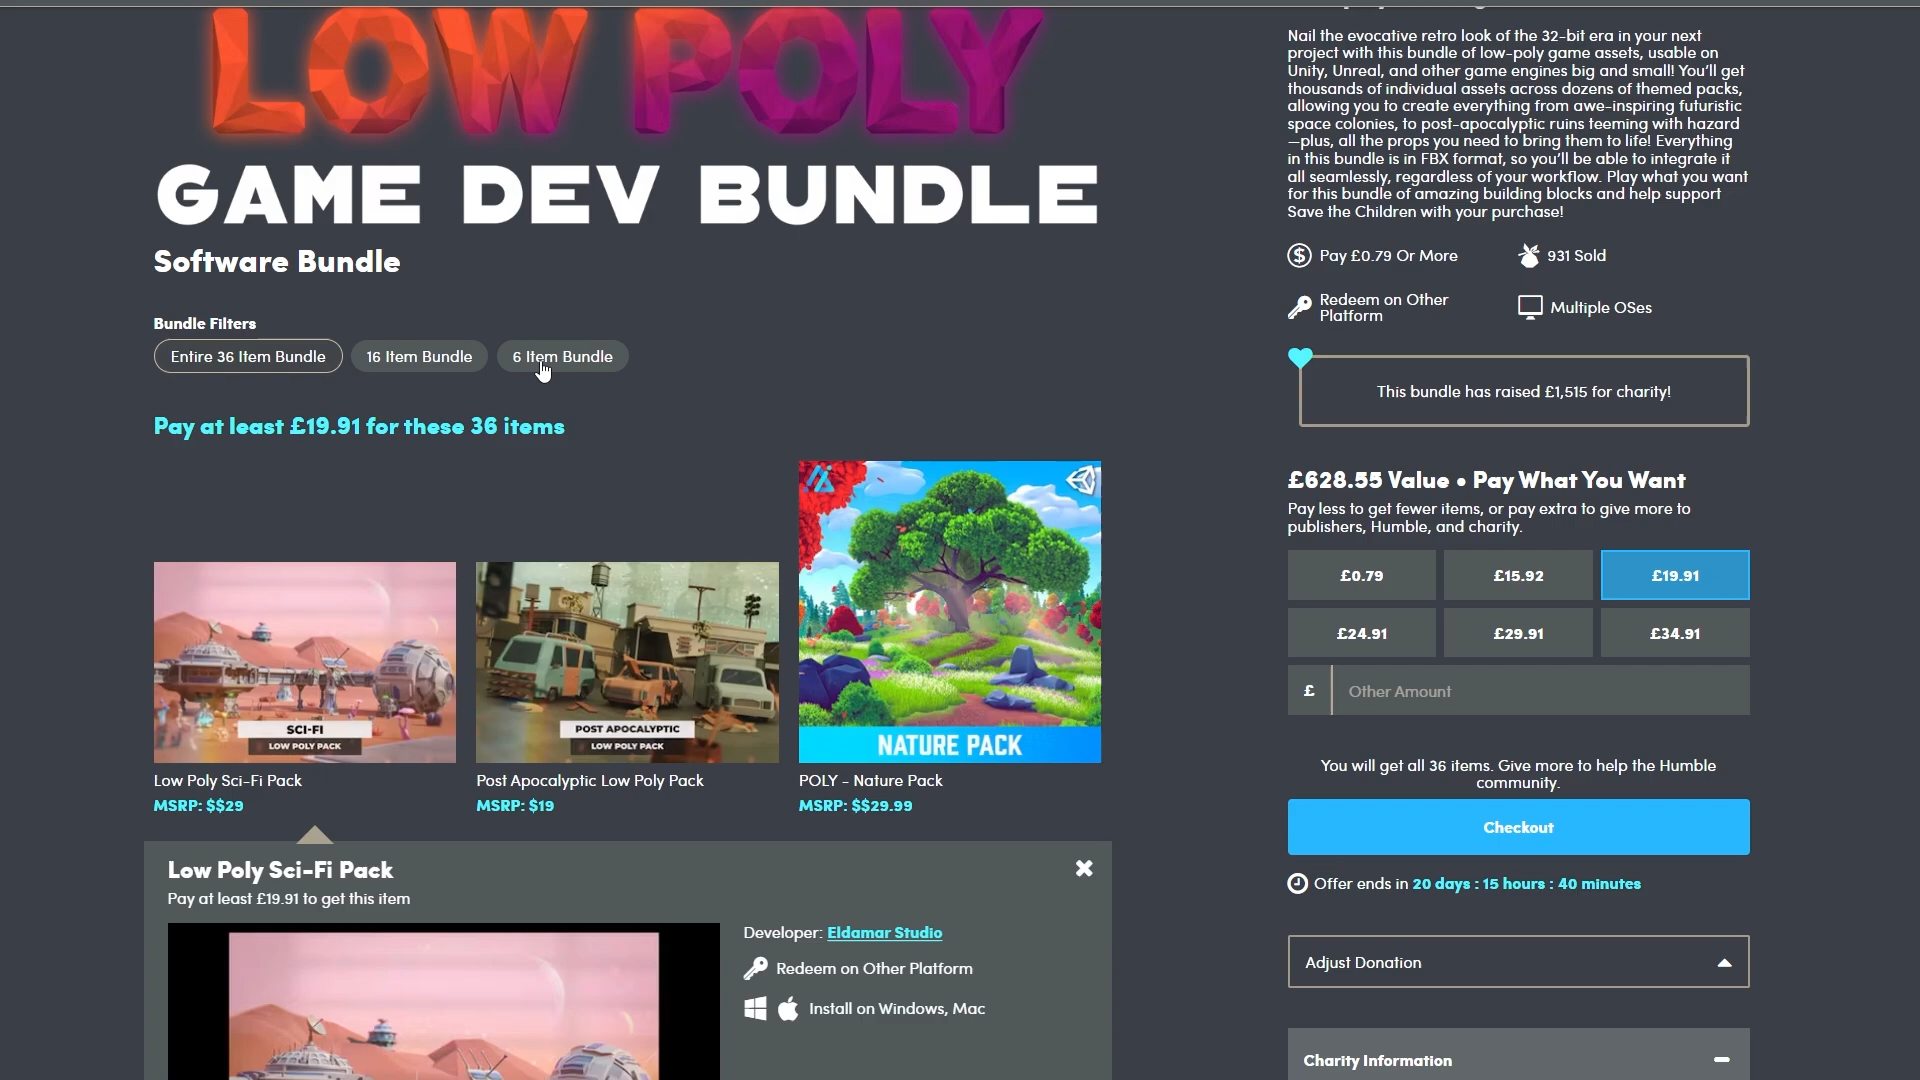 LOW POLY
GAME DEV BUNDLE
Software Bundle
Bundle Filters
Entire 36 Item Bundle
16 Item Bundle
6 Item Bundle
Pay at least £19.91 for these 36 items
SCI-FI
LOW POLY PACK
POST APOCALYPTIC
LOW POLY PACK
NATURE PACK
Low Poly Sci-Fi Pack
MSRP: $$29
Post Apocalyptic Low Poly Pack
MSRP: $19
POLY - Nature Pack
MSRP: $$29.99
Low Poly Sci-Fi Pack
Pay at least £19.91 to get this item
Developer: Eldamar Studio
Redeem on Other Platform
Install on Windows, Mac
Nail the evocative retro look of the 32-bit era in your next
project with this bundle of low-poly game assets, usable on
Unity, Unreal, and other game engines big and small! You'll get
thousands of individual assets across dozens of themed packs,
allowing you to create everything from awe-inspiring futuristic
space colonies, to post-apocalyptic ruins teeming with hazard
—plus, all the props you need to bring them to life! Everything
in this bundle is in FBX format, so you'll be able to integrate it
all seamlessly, regardless of your workflow. Play what you want
for this bundle of amazing building blocks and help support
Save the Children with your purchase!
Pay £0.79 Or More
931 Sold
Redeem on Other
Platform
Multiple OSes
This bundle has raised £1,515 for charity!
£628.55 Value • Pay What You Want
Pay less to get fewer items, or pay extra to give more to
publishers, Humble, and charity.
£0.79
£15.92
£19.91
£24.91
£29.91
£34.91
£
Other Amount
You will get all 36 items. Give more to help the Humble
community.
Checkout
Offer ends in 20 days : 15 hours : 40 minutes
Adjust Donation
Charity Information